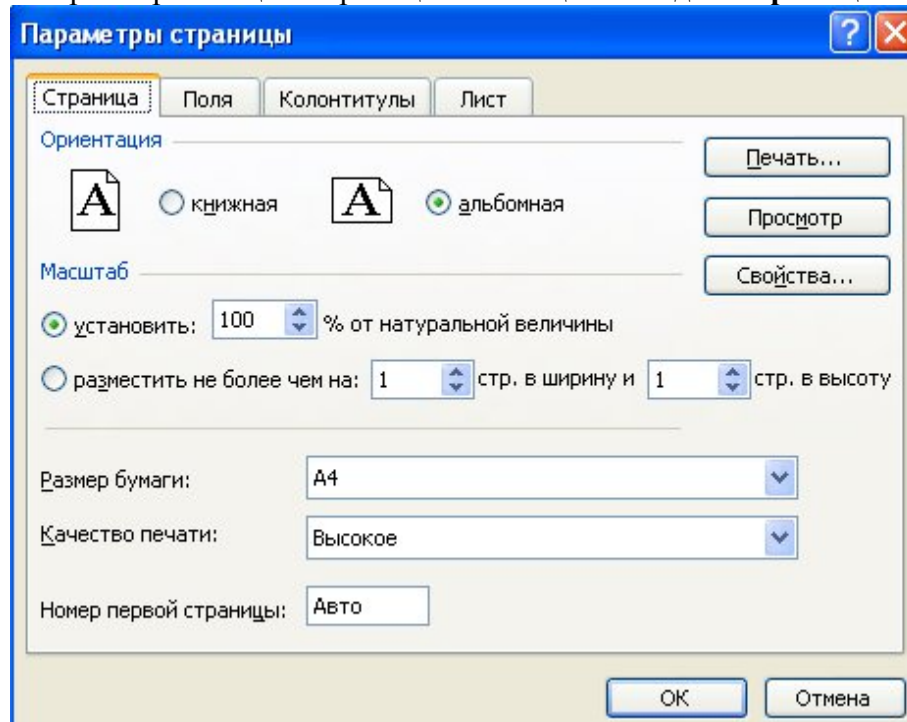 Параметры страницы
Страница Поля Колонтитулы Лист
Ориентация
A книжная A альбомная
Печать...
Просмотр
Свойства...
Масштаб
установить: 100 % от натуральной величины
разместить не более чем на: 1 стр. в ширину и 1 стр. в высоту
Размер бумаги: A4
Качество печати: Высокое
Номер первой страницы: Авто
ОК Отмена